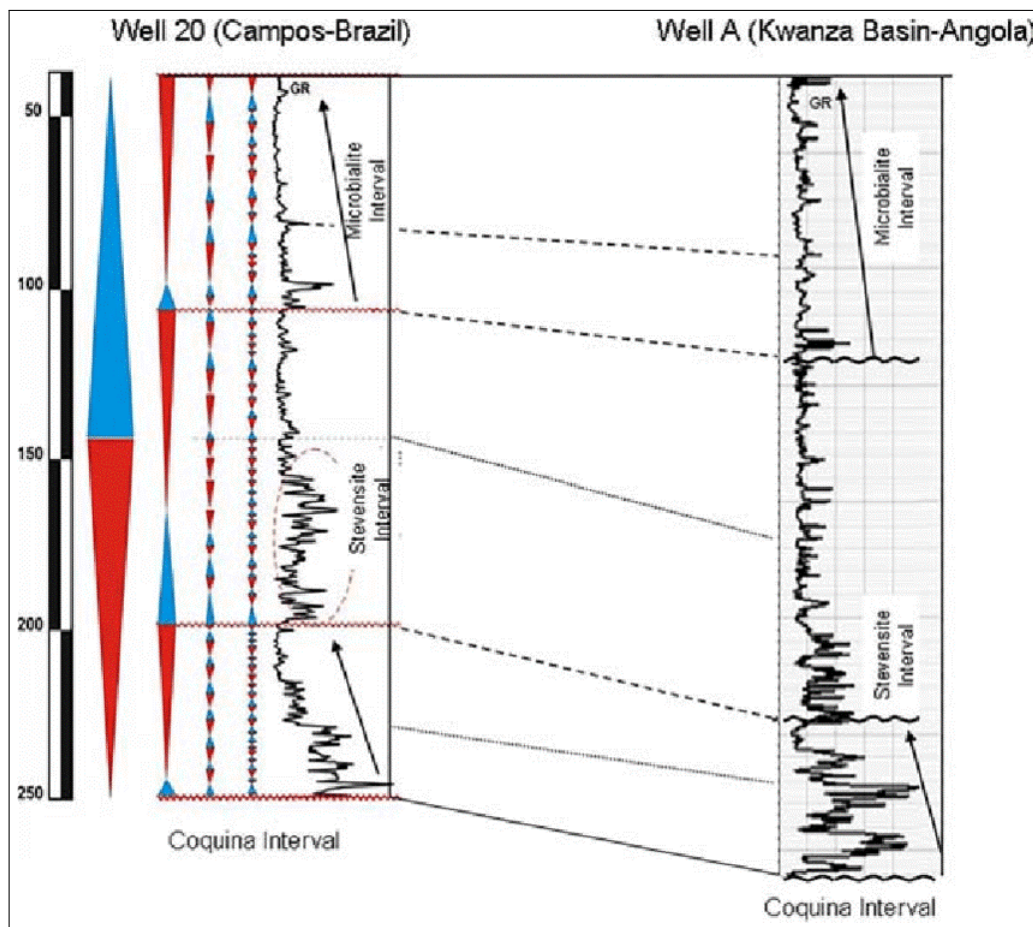 Well 20 (Campos-Brazil)
Well A (Kwanza Basin-Angola)
50
100
150
200
250
GR
Microbialite
Interval
Stevensite
Interval
Coquina Interval
GR
Microbialite
Interval
Stevensite
Interval
Coquina Interval